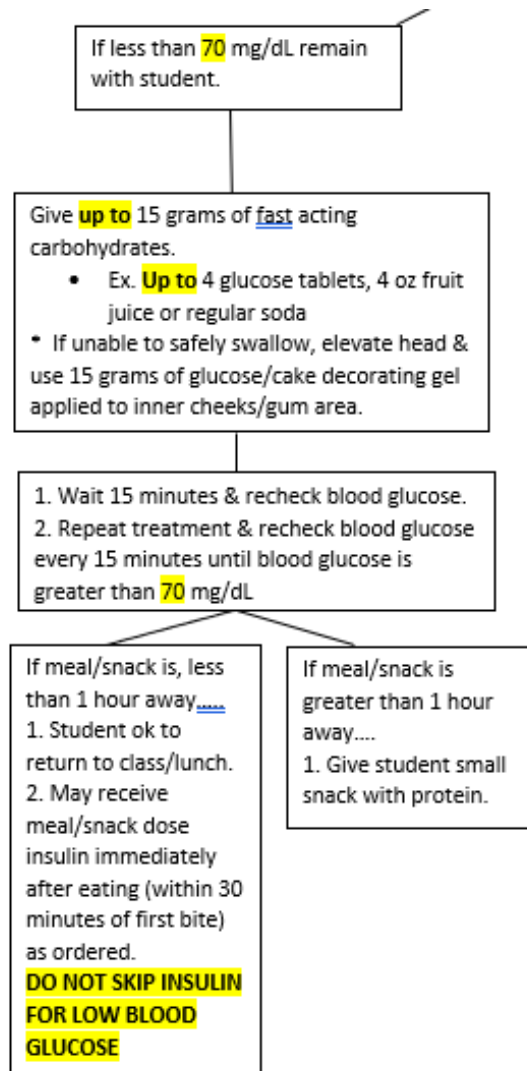 If less than 70 mg/dL remain
with student.
Give up to 15 grams of fast acting
carbohydrates.
• Ex. Up to 4 glucose tablets, 4 oz fruit
juice or regular soda
* If unable to safely swallow, elevate head &
use 15 grams of glucose/cake decorating gel
applied to inner cheeks/gum area.
1. Wait 15 minutes & recheck blood glucose.
2. Repeat treatment & recheck blood glucose
every 15 minutes until blood glucose is
greater than 70 mg/dL
If meal/snack is, less
than 1 hour away.....
1. Student ok to
return to class/lunch.
2. May receive
meal/snack dose
insulin immediately
after eating (within 30
minutes of first bite)
as ordered.
DO NOT SKIP INSULIN
FOR LOW BLOOD
GLUCOSE
If meal/snack is
greater than 1 hour
away....
1. Give student small
snack with protein.